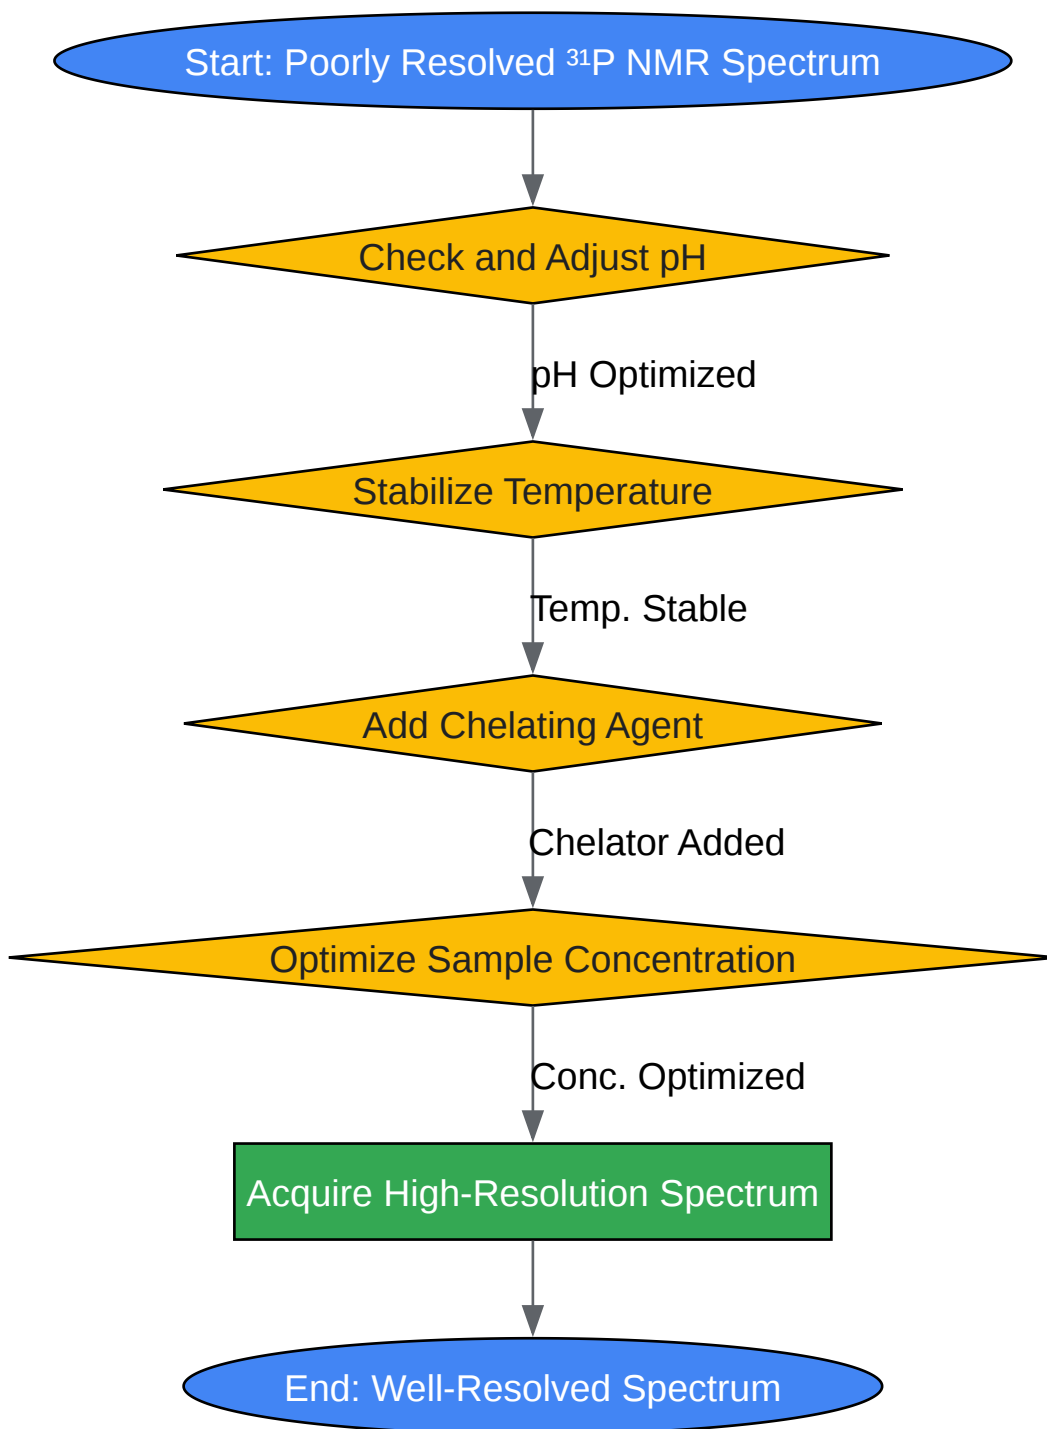 Start: Poorly Resolved ³¹P NMR Spectrum
Check and Adjust pH
pH Optimized
Stabilize Temperature
Temp. Stable
Add Chelating Agent
Chelator Added
Optimize Sample Concentration
Conc. Optimized
Acquire High-Resolution Spectrum
End: Well-Resolved Spectrum